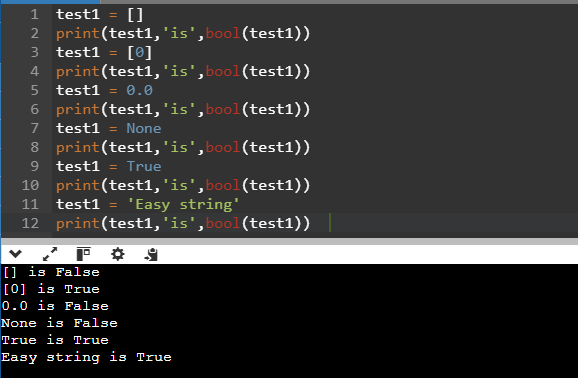 1 test1 = []
2 print(test1,'is',bool(test1))
3 test1 = [0]
4 print(test1,'is',bool(test1))
5 test1 = 0.0
6 print(test1,'is',bool(test1))
7 test1 = None
8 print(test1,'is',bool(test1))
9 test1 = True
10 print(test1,'is',bool(test1))
11 test1 = 'Easy string'
12 print(test1,'is',bool(test1))
[] is False
[0] is True
0.0 is False
None is False
True is True
Easy string is True